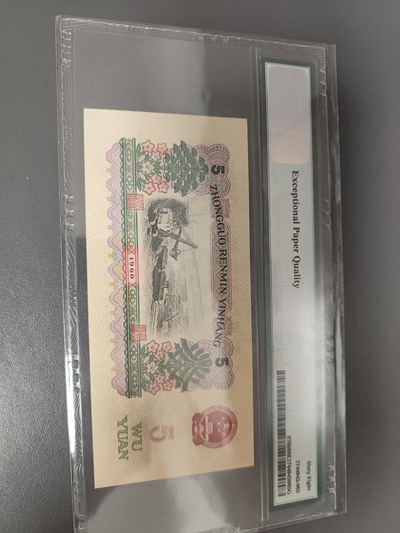 Exceptional Paper Quality
Sixty Eight
ZHONGGUO RENMIN YINHANG
5
5
1960
5
WU
YUAN